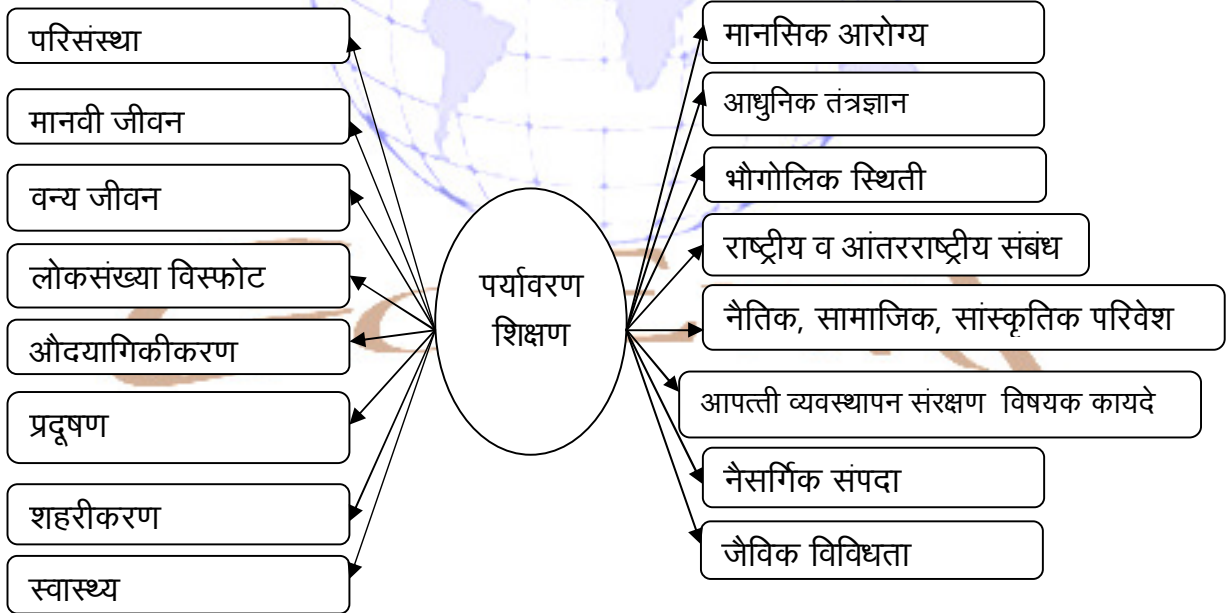 परिसंस्था
मानवी जीवन
वन्य जीवन
लोकसंख्या विस्फोट
औदयागिकीकरण
प्रदूषण
शहरीकरण
स्वास्थ्य
पर्यावरण
शिक्षण
मानसिक आरोग्य
आधुनिक तंत्रज्ञान
भौगोलिक स्थिती
राष्ट्रीय व आंतरराष्ट्रीय संबंध
नैतिक, सामाजिक, सांस्कृतिक परिवेश
आपत्ती व्यवस्थापन संरक्षण विषयक कायदे
नैसर्गिक संपदा
जैविक विविधता